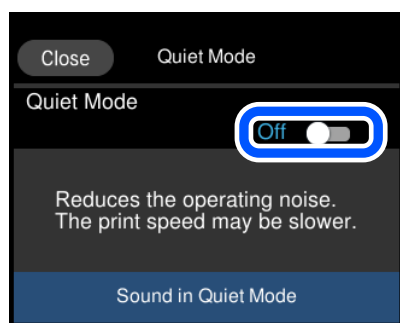 Close Quiet Mode
Quiet Mode
Off
Reduces the operating noise.
The print speed may be slower.
Sound in Quiet Mode